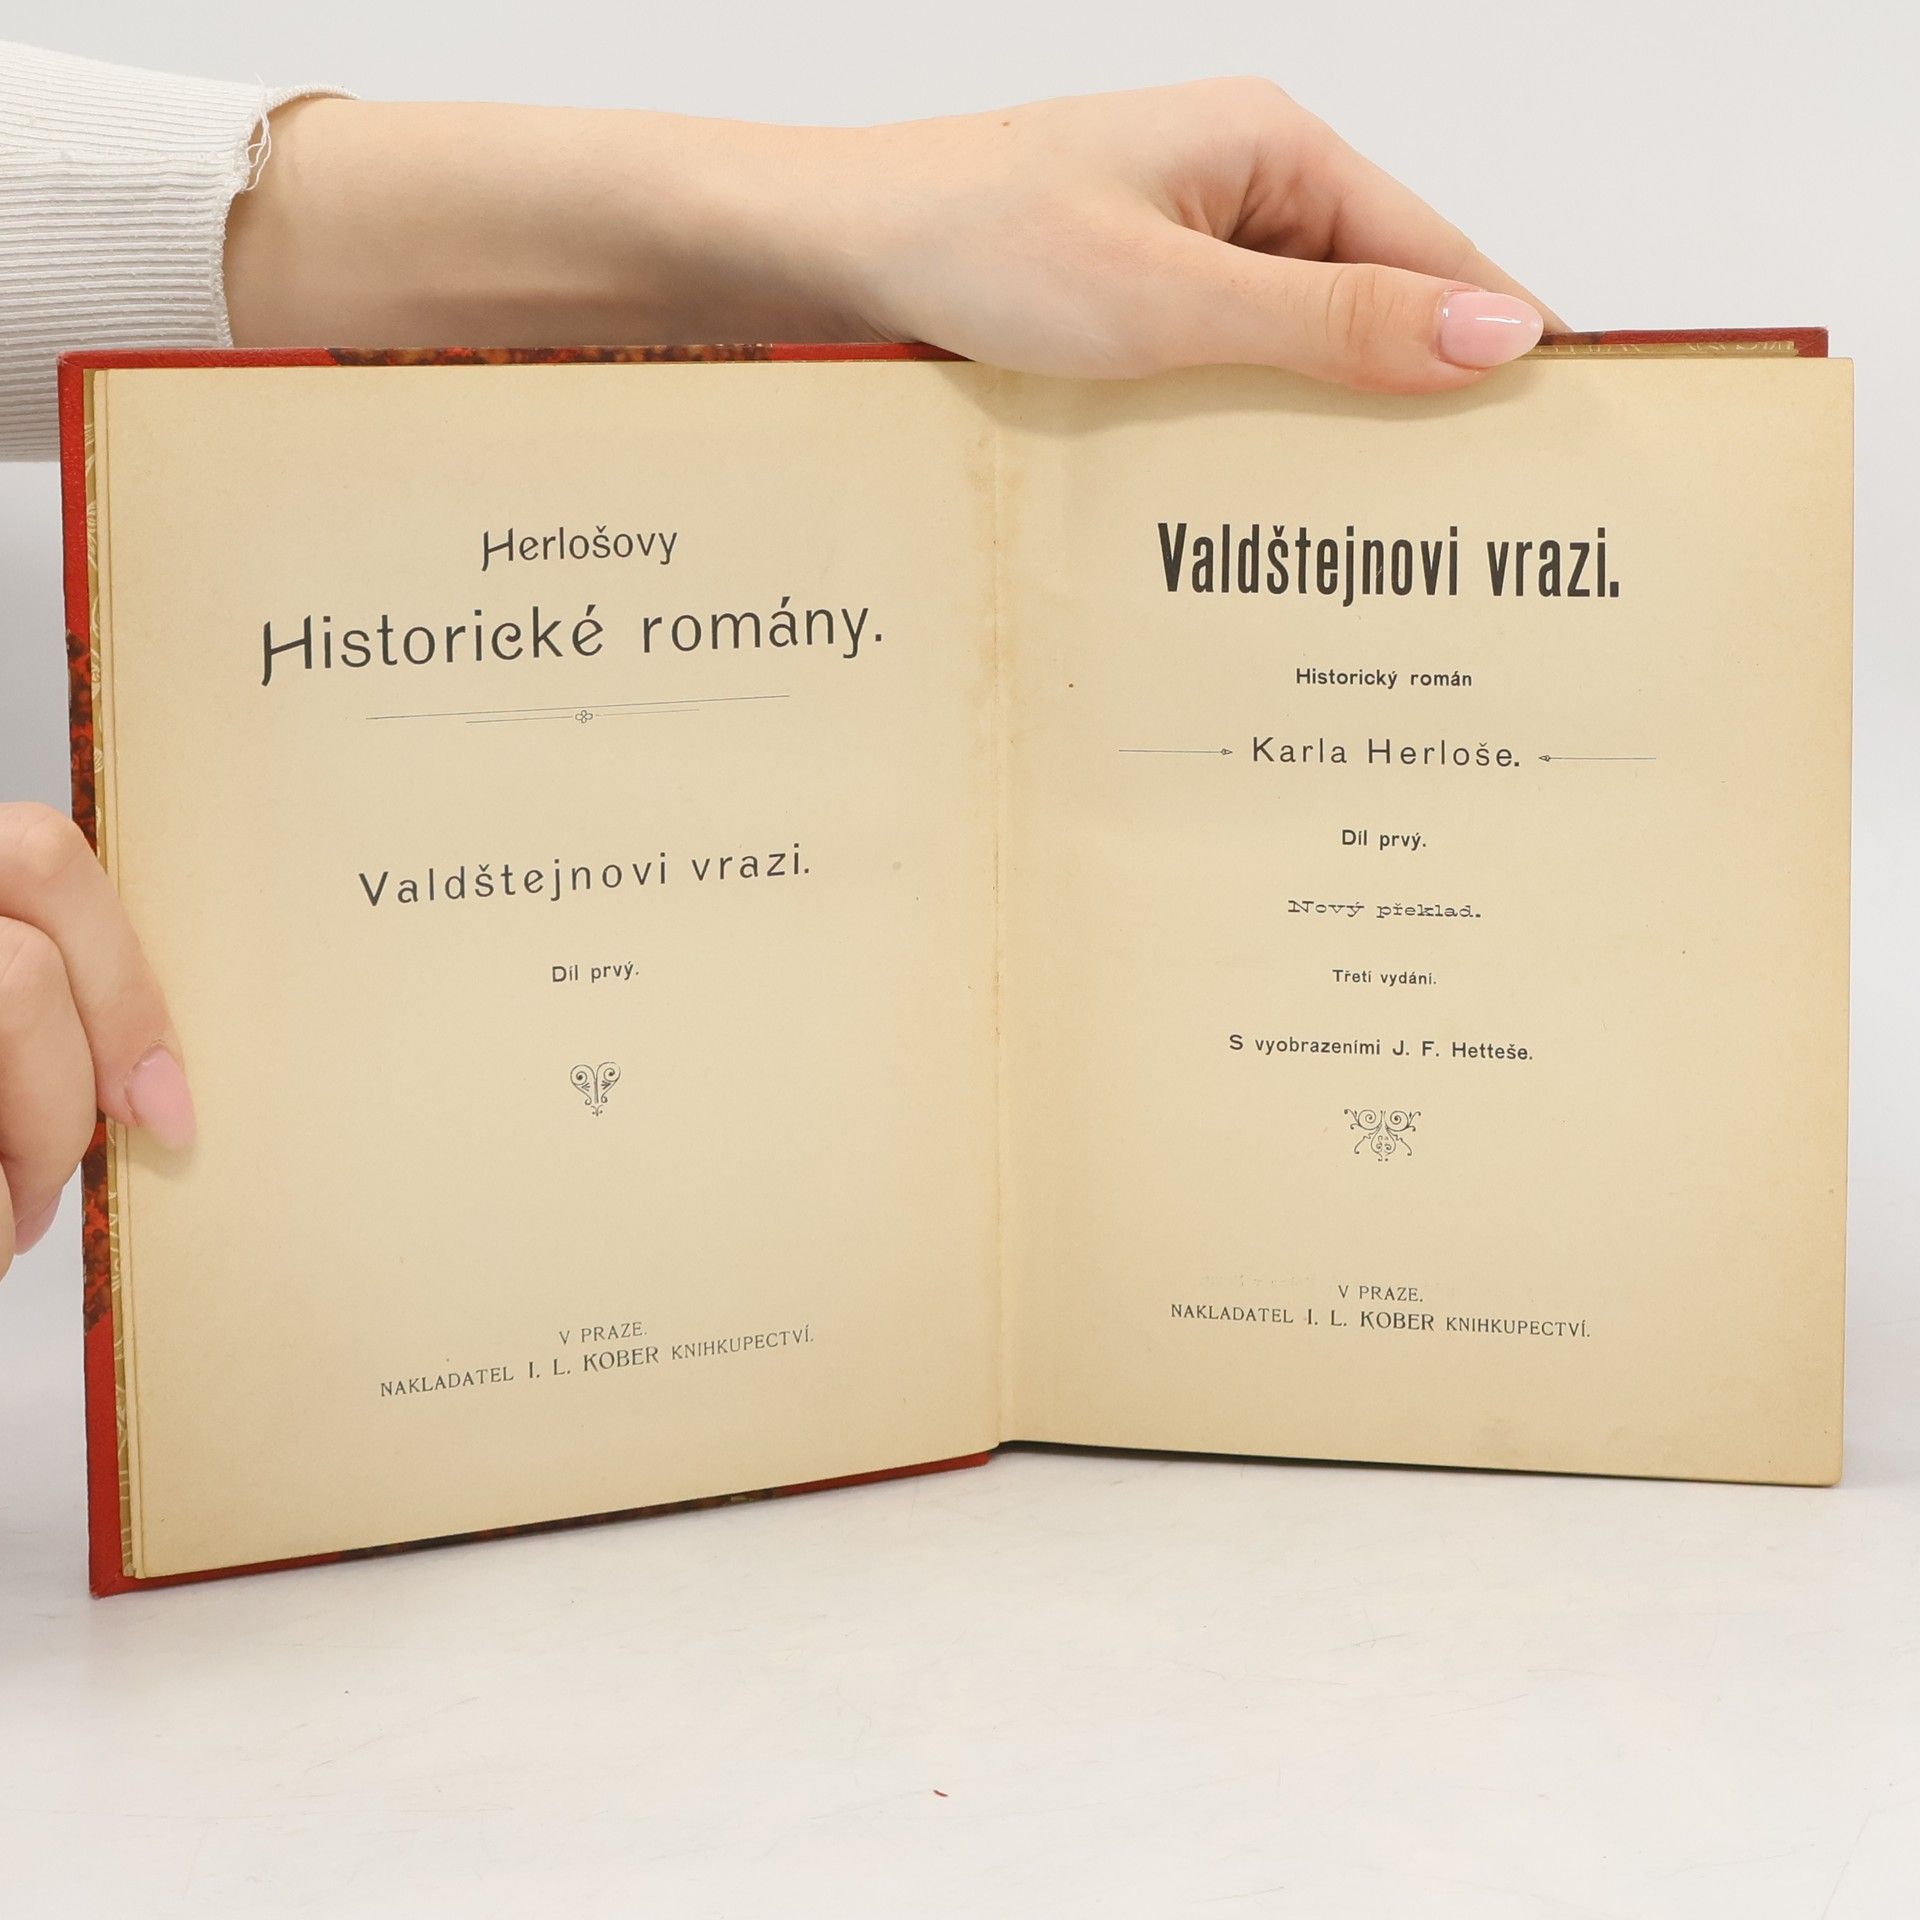 Herlošovy
Historické romány.
Valdštejnovi vrazi.
Díl prvý.
V PRAZE.
NAKLADATEL I. L. KOBER KNIHKUPECTVÍ.
Valdštejnovi vrazi.
Historický román
Karla Herloše.
Díl prvý.
Nový překlad.
Třetí vydání.
S vyobrazeními J. F. Hetteše.
V PRAZE.
NAKLADATEL I. L. KOBER KNIHKUPECTVÍ.